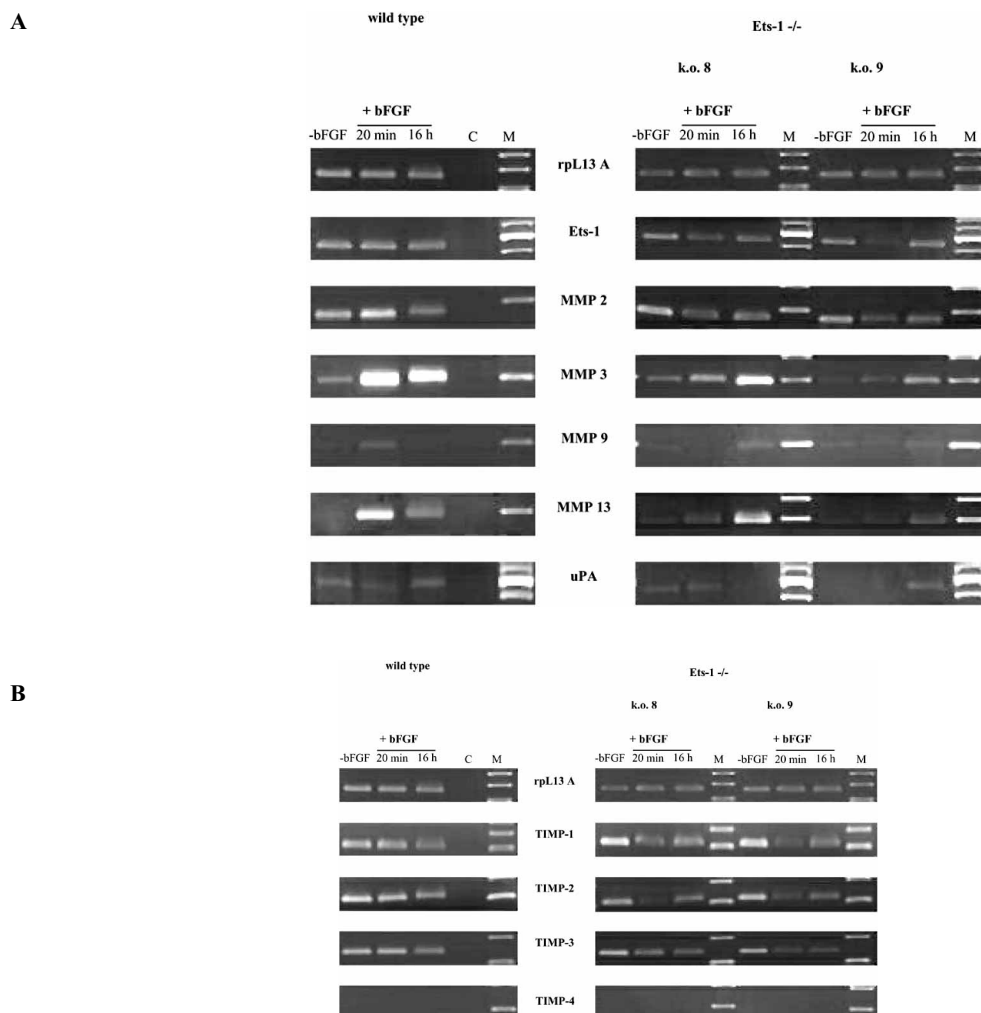 A
wild type
Ets-1 -/-
k.o. 8
k.o. 9
+ bFGF
+ bFGF
+ bFGF
-bFGF 20 min 16 h C M
-bFGF 20 min 16 h M -bFGF 20 min 16 h M
rpL13 A
Ets-1
MMP 2
MMP 3
MMP 9
MMP 13
uPA
B
wild type
Ets-1 -/-
k.o. 8
k.o. 9
+ bFGF
+ bFGF
+ bFGF
-bFGF 20 min 16 h C M
-bFGF 20 min 16 h M -bFGF 20 min 16 h M
rpL13 A
TIMP-1
TIMP-2
TIMP-3
TIMP-4